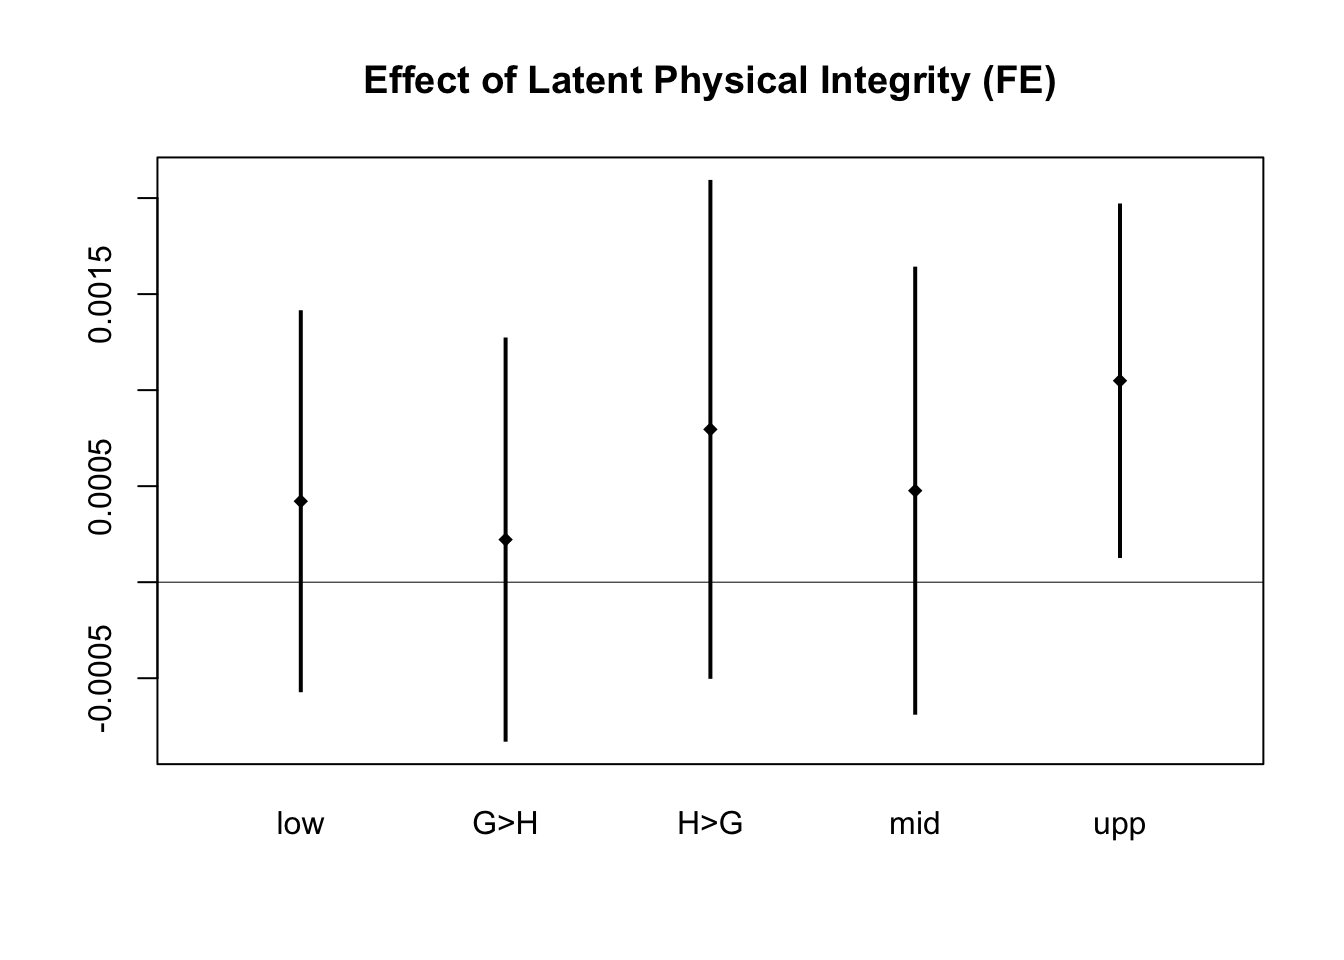 Effect of Latent Physical Integrity (FE)
0.0015
0.0005
-0.0005
low G>H H>G mid upp